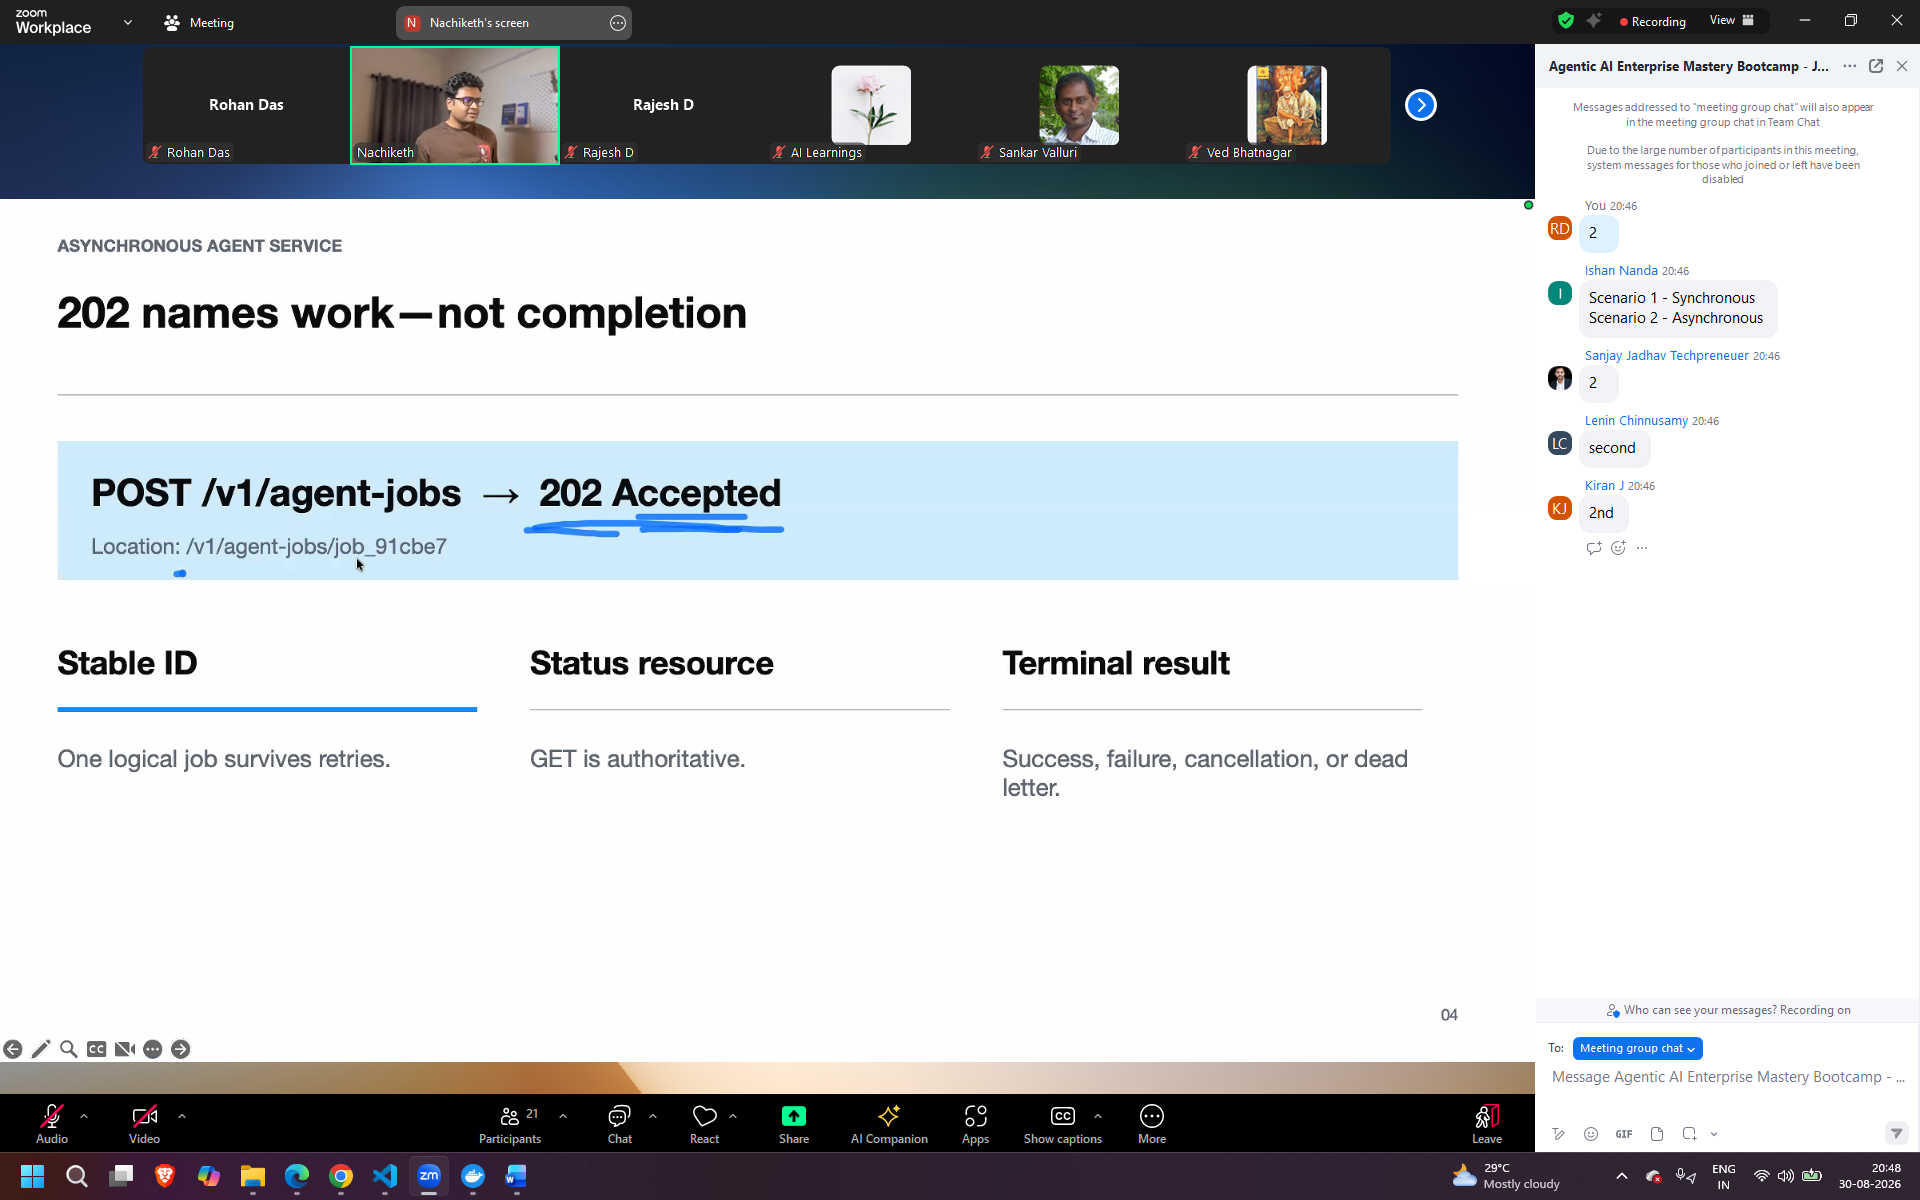 zoom
Workplace
Meeting
N Nachiketh's screen
Recording
View
Rohan Das
Rohan Das
Nachiketh
Rajesh D
Rajesh D
AI Learnings
Sankar Valluri
Ved Bhatnagar
ASYNCHRONOUS AGENT SERVICE
202 names work—not completion
POST /v1/agent-jobs → 202 Accepted
Location: /v1/agent-jobs/job_91cbe7
Stable ID
One logical job survives retries.
Status resource
GET is authoritative.
Terminal result
Success, failure, cancellation, or dead
letter.
04
CC
Agentic AI Enterprise Mastery Bootcamp - J...
Messages addressed to "meeting group chat" will also appear
in the meeting group chat in Team Chat
Due to the large number of participants in this meeting,
system messages for those who joined or left have been
disabled
You 20:46
RD
2
Ishan Nanda 20:46
I
Scenario 1 - Synchronous
Scenario 2 - Asynchronous
Sanjay Jadhav Techpreneuer 20:46
2
Lenin Chinnusamy 20:46
LC
second
Kiran J 20:46
KJ
2nd
Who can see your messages? Recording on
To: Meeting group chat
Message Agentic AI Enterprise Mastery Bootcamp - ...
GIF
Audio
Video
Participants
21
Chat
React
Share
AI Companion
Apps
CC
Show captions
More
Leave
zm
29°C
Mostly cloudy
ENG
IN
20:48
30-08-2026